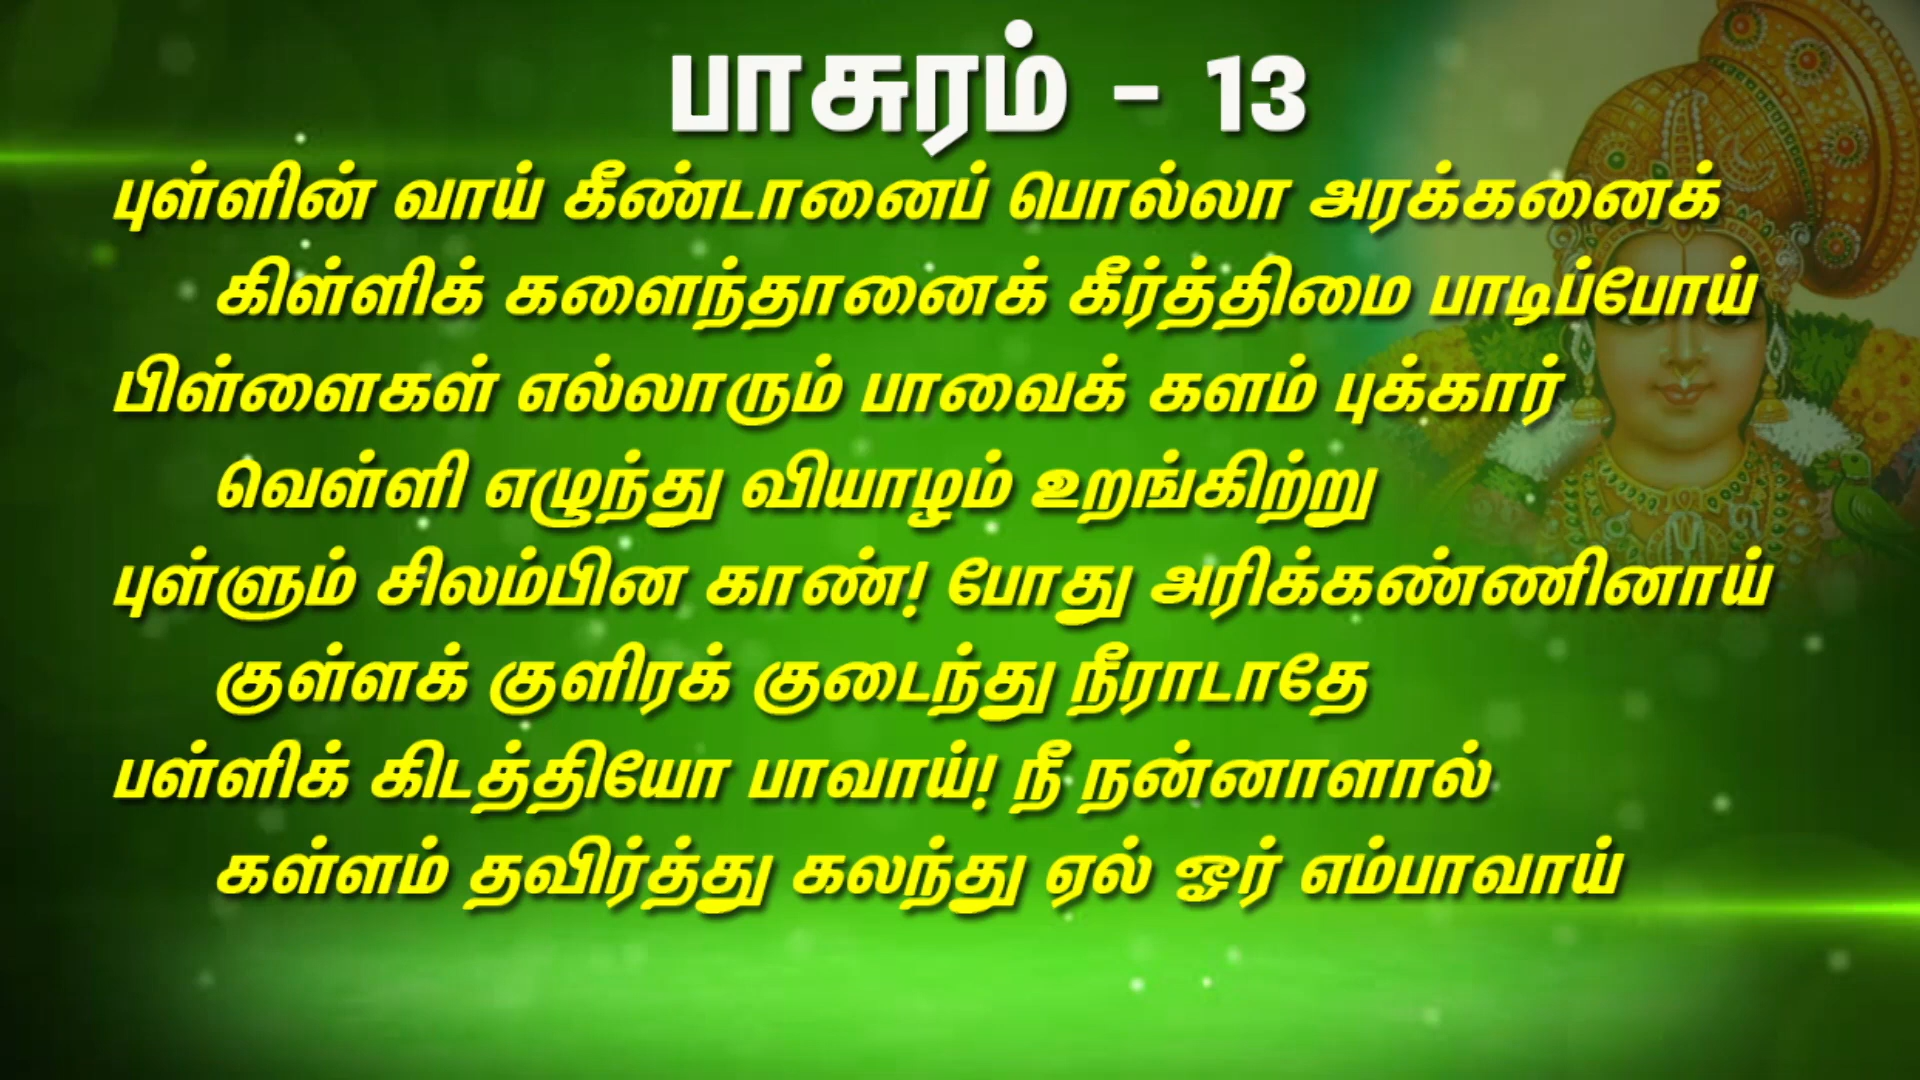 பாசுரம் - 13
புள்ளின் வாய் கீண்டானைப் பொல்லா அரக்கனைக்
கிள்ளிக் களைந்தானைக் கீர்த்திமை பாடிப்போய்
பிள்ளைகள் எல்லாரும் பாவைக் களம் புக்கார்
வெள்ளி எழுந்து வியாழம் உறங்கிற்று
புள்ளும் சிலம்பின காண்! போது அரிக்கண்ணினாய்
குள்ளக் குளிரக் குடைந்து நீராடாதே
பள்ளிக் கிடத்தியோ பாவாய்! நீ நன்னாளால்
கள்ளம் தவிர்த்து கலந்து ஏல் ஓர் எம்பாவாய்